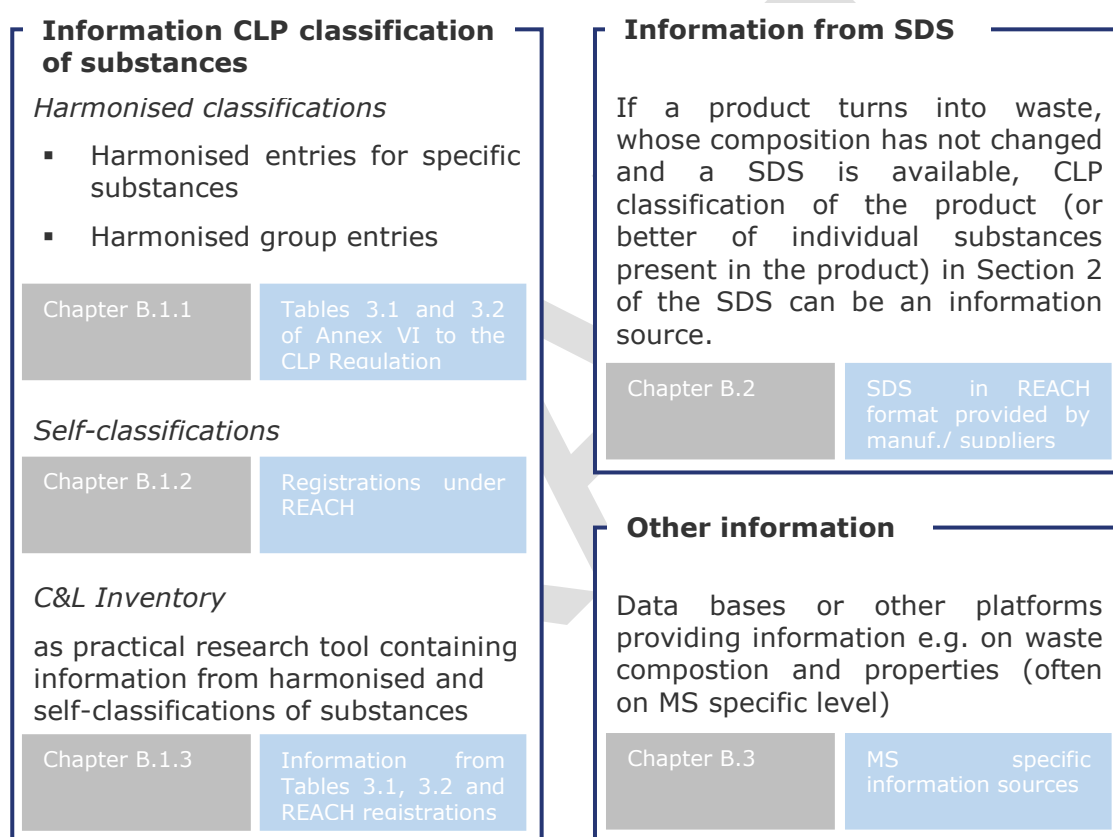 Information CLP classification
of substances
Harmonised classifications
▪ Harmonised entries for specific
substances
▪ Harmonised group entries
Chapter B.1.1
Tables 3.1 and 3.2
of Annex VI to the
CLP Regulation
Self-classifications
Chapter B.1.2
Registrations under
REACH
C&L Inventory
as practical research tool containing
information from harmonised and
self-classifications of substances
Chapter B.1.3
Information from
Tables 3.1, 3.2 and
REACH registrations
Information from SDS
If a product turns into waste,
whose composition has not changed
and a SDS is available, CLP
classification of the product (or
better of individual substances
present in the product) in Section 2
of the SDS can be an information
source.
Chapter B.2
SDS in REACH
format provided by
manuf./ suppliers
Other information
Data bases or other platforms
providing information e.g. on waste
compostion and properties (often
on MS specific level)
Chapter B.3
MS specific
information sources